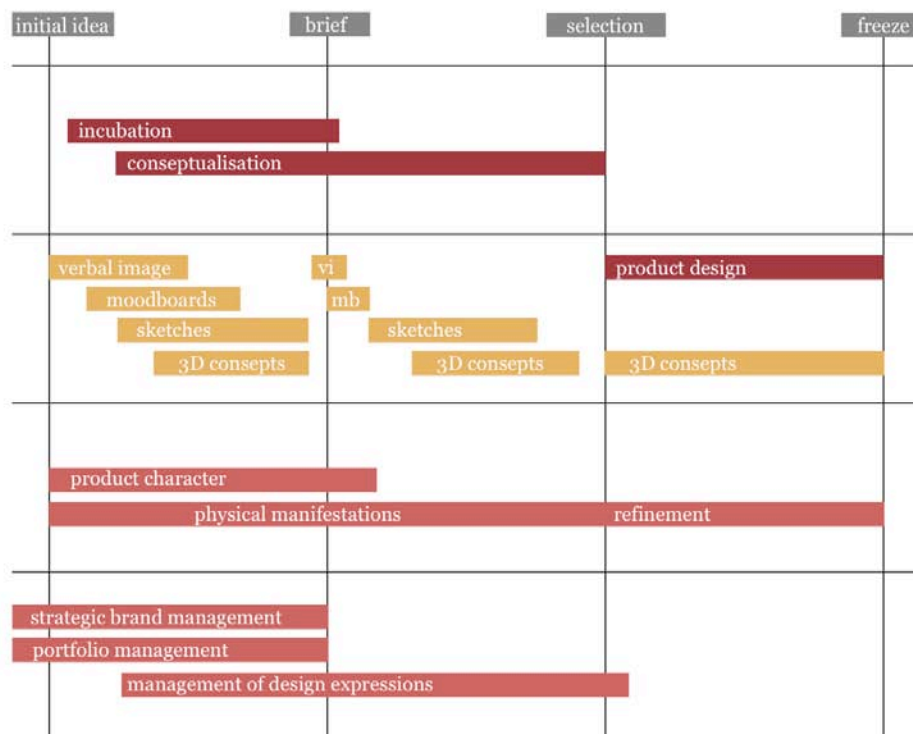 initial idea brief selection freeze
incubation
conseptualisation
verbal image vi product design
moodboards mb
sketches sketches
3D consepts 3D consepts 3D consepts
product character
physical manifestations refinement
strategic brand management
portfolio management
management of design expressions